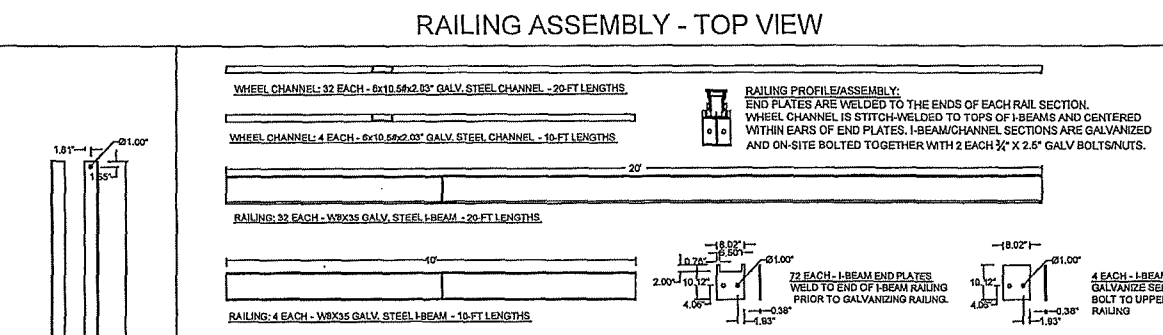 RAILING ASSEMBLY - TOP VIEW
WHEEL CHANNEL: 32 EACH - 6x10.5#x2.03" GALV. STEEL CHANNEL - 20-FT LENGTHS
RAILING PROFILE/ASSEMBLY:
END PLATES ARE WELDED TO THE ENDS OF EACH RAIL SECTION.
WHEEL CHANNEL IS STITCH-WELDED TO TOPS OF I-BEAMS AND CENTERED
WITHIN EARS OF END PLATES. I-BEAM/CHANNEL SECTIONS ARE GALVANIZED
AND ON-SITE BOLTED TOGETHER WITH 2 EACH ¾" X 2.5" GALV BOLTS/NUTS.
WHEEL CHANNEL: 4 EACH - 6x10.5#x2.03" GALV. STEEL CHANNEL - 10-FT LENGTHS
1.81"
Ø1.00"
1.55"
20'
RAILING: 32 EACH - W8X35 GALV. STEEL I-BEAM - 20-FT LENGTHS
10'
RAILING: 4 EACH - W8X35 GALV. STEEL I-BEAM - 10-FT LENGTHS
8.02"
6.50"
0.76"
Ø1.00"
2.00"
10.12"
4.06"
0.38"
1.93"
72 EACH - I-BEAM END PLATES
WELD TO END OF I-BEAM RAILING
PRIOR TO GALVANIZING RAILING.
8.02"
Ø1.00"
10.12"
4.06"
0.38"
1.93"
4 EACH - I-BEA
GALVANIZE SE
BOLT TO UPPE
RAILING